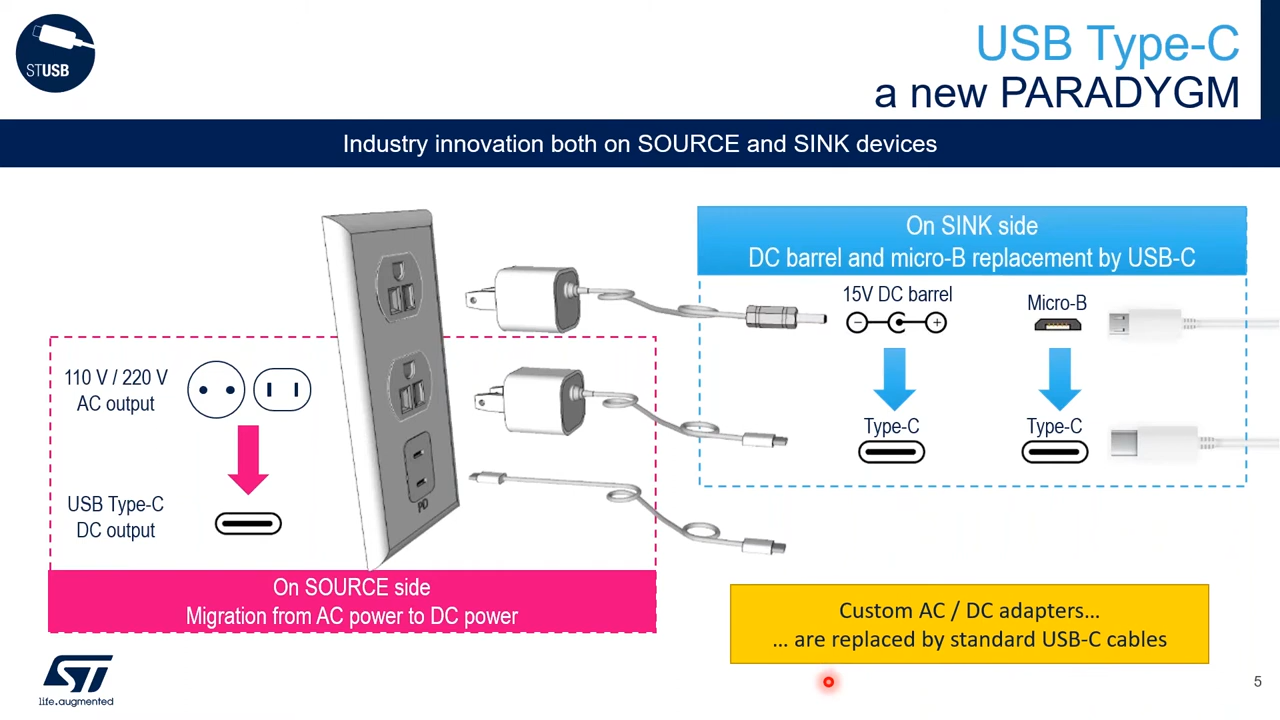 STUSB
USB Type-C
a new PARADYGM
Industry innovation both on SOURCE and SINK devices
On SINK side
DC barrel and micro-B replacement by USB-C
15V DC barrel
Micro-B
Type-C
Type-C
110 V / 220 V
AC output
USB Type-C
DC output
PD
On SOURCE side
Migration from AC power to DC power
Custom AC / DC adapters...
... are replaced by standard USB-C cables
ST
life.augmented
5